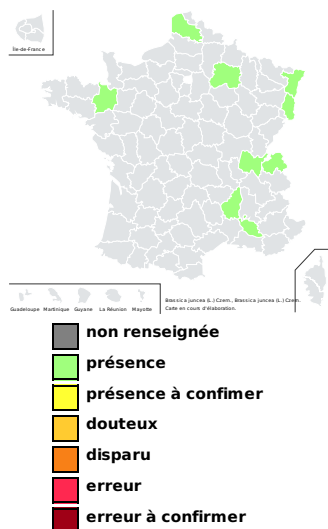 Île-de-France
Guadeloupe Martinique Guyane La Réunion Mayotte
Brassica juncea (L.) Czern., Brassica juncea (L.) Czern.
Carte en cours d'élaboration.
non renseignée
présence
présence à confimer
douteux
disparu
erreur
erreur à confirmer